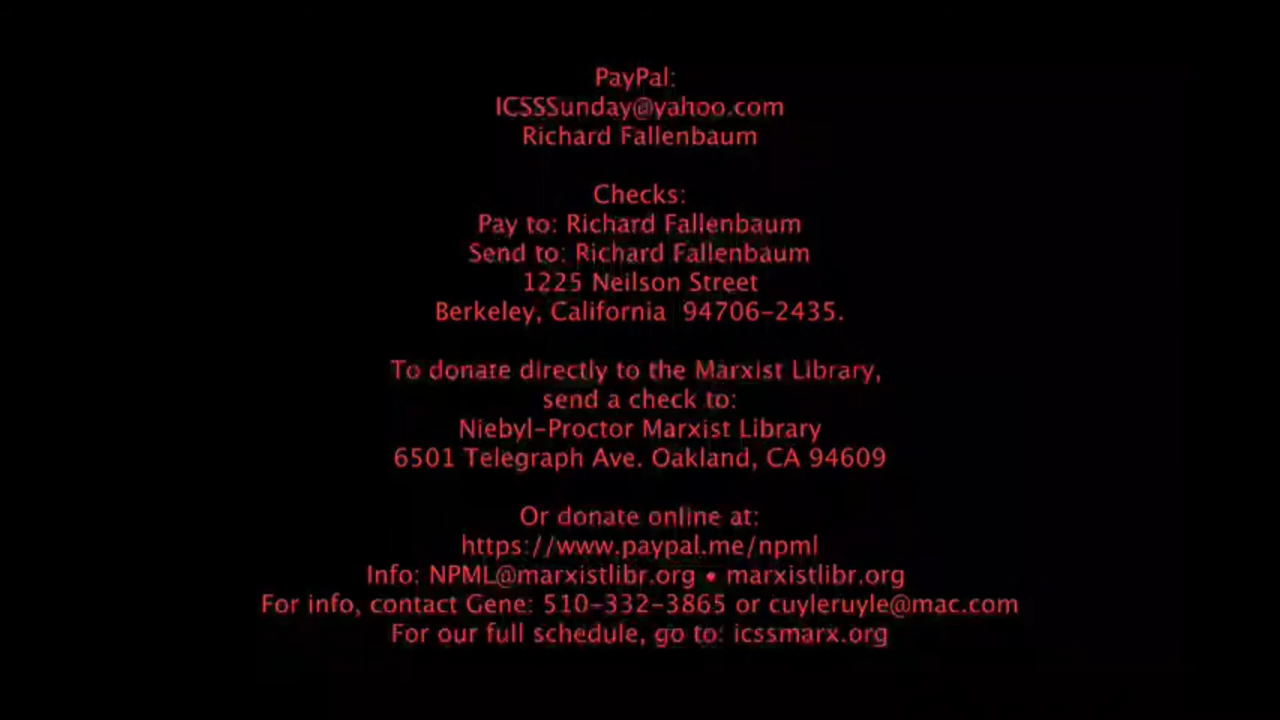 PayPal:
ICSSSunday@yahoo.com
Richard Fallenbaum
Checks:
Pay to: Richard Fallenbaum
Send to: Richard Fallenbaum
1225 Neilson Street
Berkeley, California 94706-2435.
To donate directly to the Marxist Library,
send a check to:
Niebyl-Proctor Marxist Library
6501 Telegraph Ave. Oakland, CA 94609
Or donate online at:
https://www.paypal.me/npml
Info: NPML@marxistlibr.org • marxistlibr.org
For info, contact Gene: 510-332-3865 or cuyleruyle@mac.com
For our full schedule, go to: icssmarx.org